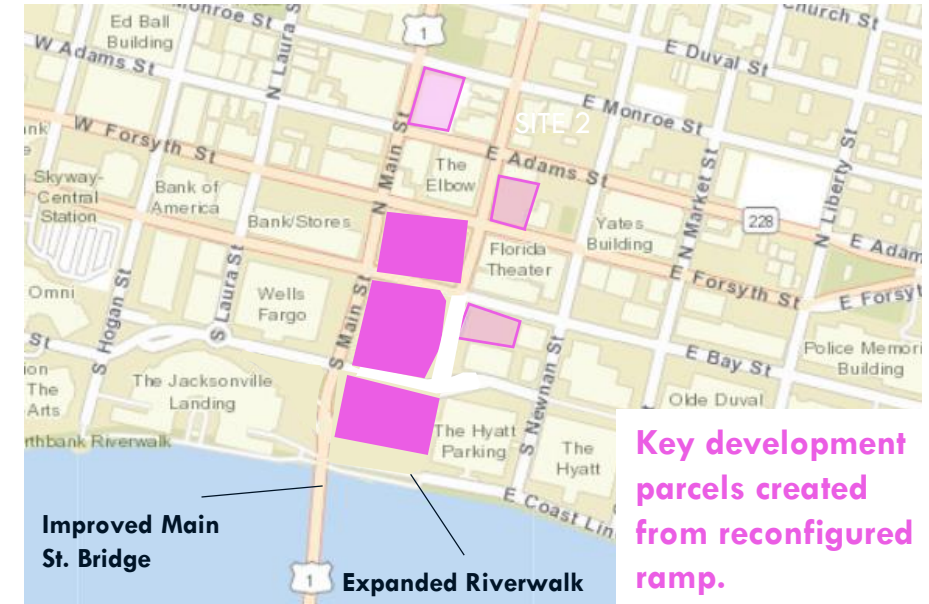 Monroe St
Church St
Ed Ball
Building
N Laura S
1
E Duval St
W Adams St
E Monroe St
SITE 2
W Forsyth St
N Main St
The
Elbow
E Adams St
N Market St
N Liberty St
Skyway-
Central
Station
Bank of
America
Bank/Stores
Yates
Building
228
E Adam
Florida
Theater
E Forsyth St
E Forsyt
Omni
S Hogan St
S Laura St
Wells
Fargo
S Main St
St
E Bay St
Police Memori
Building
The
Arts
The Jacksonville
Landing
S Newnan St
Olde Duval
rthbank Riverwalk
The Hyatt
Parking
The
Hyatt
E Coast Lin
Key development
parcels created
from reconfigured
ramp.
Improved Main
St. Bridge
1
Expanded Riverwalk